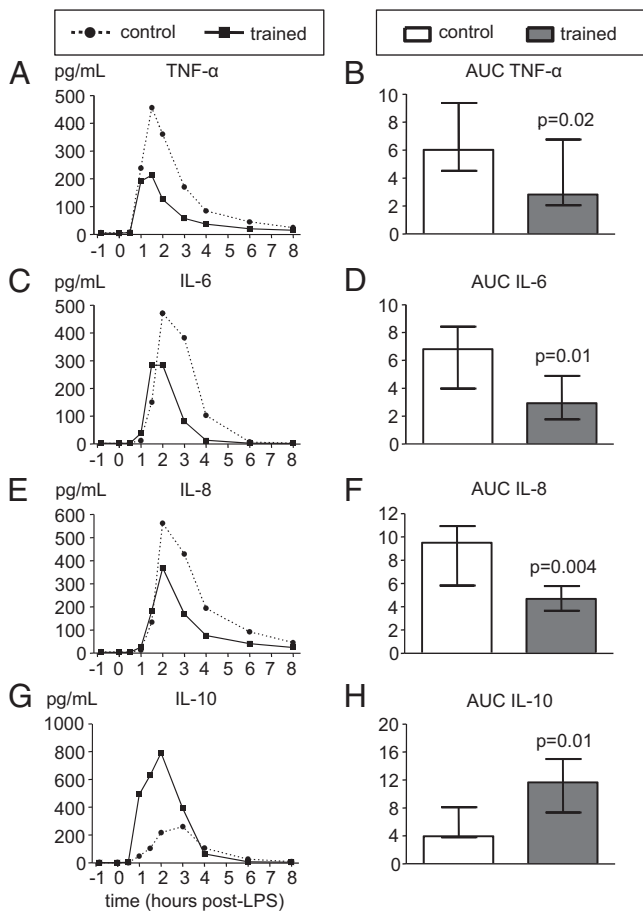 control
trained
control
trained
A
pg/mL
TNF-α
500
400
300
200
100
0
-1 0 1 2 3 4 5 6 7 8
B
AUC TNF-α
10
8
6
4
2
0
p=0.02
C
pg/mL
IL-6
500
400
300
200
100
0
-1 0 1 2 3 4 5 6 7 8
D
AUC IL-6
10
8
6
4
2
0
p=0.01
E
pg/mL
IL-8
600
500
400
300
200
100
0
-1 0 1 2 3 4 5 6 7 8
F
AUC IL-8
12
10
8
6
4
2
0
p=0.004
G
pg/mL
IL-10
1000
800
600
400
200
0
-1 0 1 2 3 4 5 6 7 8
time (hours post-LPS)
H
AUC IL-10
20
16
12
8
4
0
p=0.01